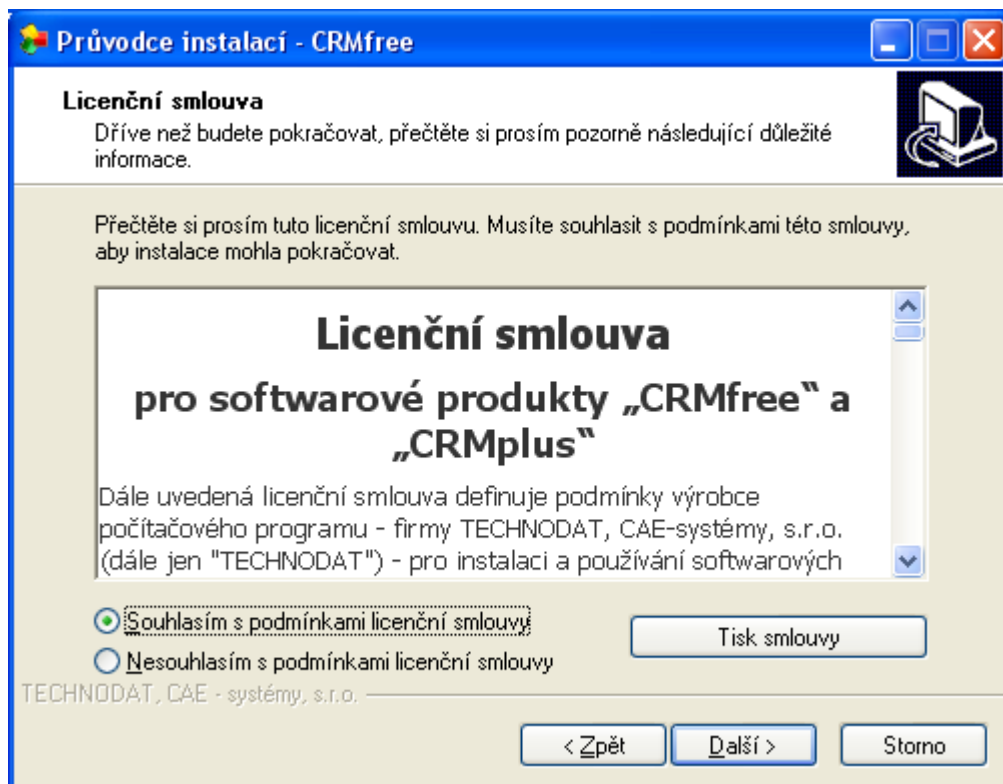 Průvodce instalací - CRMfree
Licenční smlouva
Dříve než budete pokračovat, přečtěte si prosím pozorně následující důležité
informace.
Přečtěte si prosím tuto licenční smlouvu. Musíte souhlasit s podmínkami této smlouvy,
aby instalace mohla pokračovat.
Licenční smlouva
pro softwarové produkty „CRMfree“ a
„CRMplus“
Dále uvedená licenční smlouva definuje podmínky výrobce
počítačového programu - firmy TECHNODAT, CAE-systémy, s.r.o.
(dále jen "TECHNODAT") - pro instalaci a používání softwarových
Souhlasím s podmínkami licenční smlouvy
Tisk smlouvy
Nesouhlasím s podmínkami licenční smlouvy
TECHNODAT, CAE - systémy, s.r.o.
< Zpět
Další >
Storno